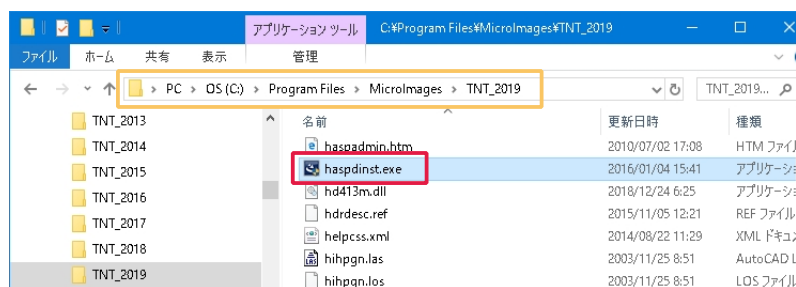 アプリケーション ツール
C:¥Program Files¥MicroImages¥TNT_2019
ファイル ホーム 共有 表示 管理
PC > OS (C:) > Program Files > MicroImages > TNT_2019
TNT_2019...
名前 更新日時 種類
TNT_2013
TNT_2014
TNT_2015
TNT_2016
TNT_2017
TNT_2018
TNT_2019
haspadmin.htm 2010/07/02 17:08 HTM ファイル
haspdinst.exe 2016/01/04 15:41 アプリケーショ
hd413m.dll 2018/12/24 6:25 アプリケーショ
hdrdesc.ref 2015/11/05 12:21 REF ファイル
helpcss.xml 2014/08/22 11:29 XML ドキュメ
hihpgn.las 2003/11/25 8:51 AutoCAD L
hihpgn.los 2003/11/25 8:51 LOS ファイル